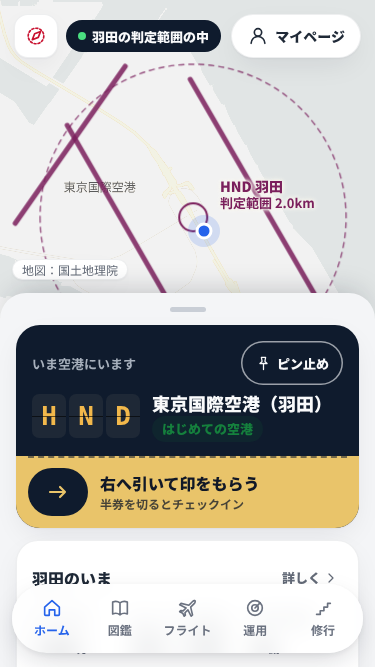 羽田の判定範囲の中
マイページ
東京国際空港
HND 羽田
判定範囲 2.0km
地図：国土地理院
いま空港にいます
ピン止め
HND
東京国際空港（羽田）
はじめての空港
右へ引いて印をもらう
半券を切るとチェックイン
羽田のいま
詳しく
ホーム
図鑑
フライト
運用
修行